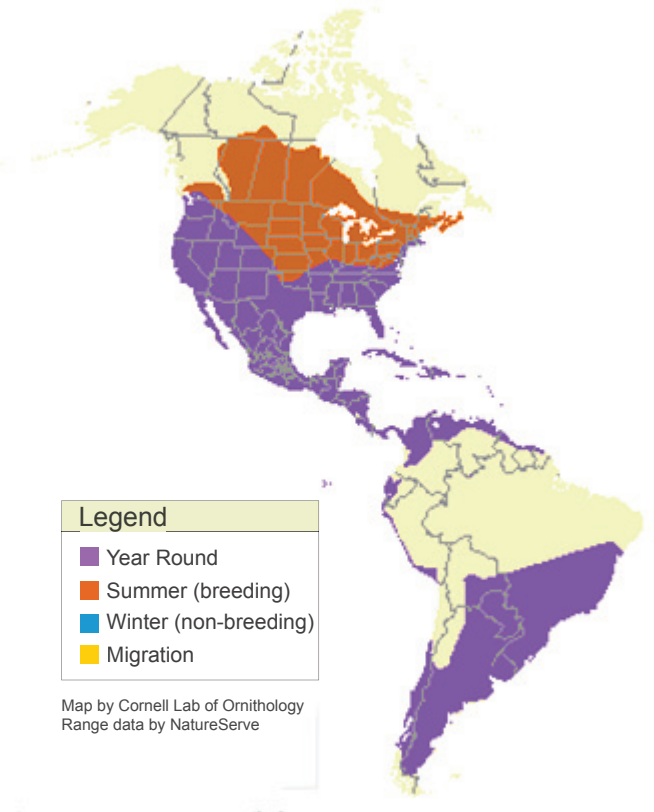 Legend
Year Round
Summer (breeding)
Winter (non-breeding)
Migration
Map by Cornell Lab of Ornithology
Range data by NatureServe